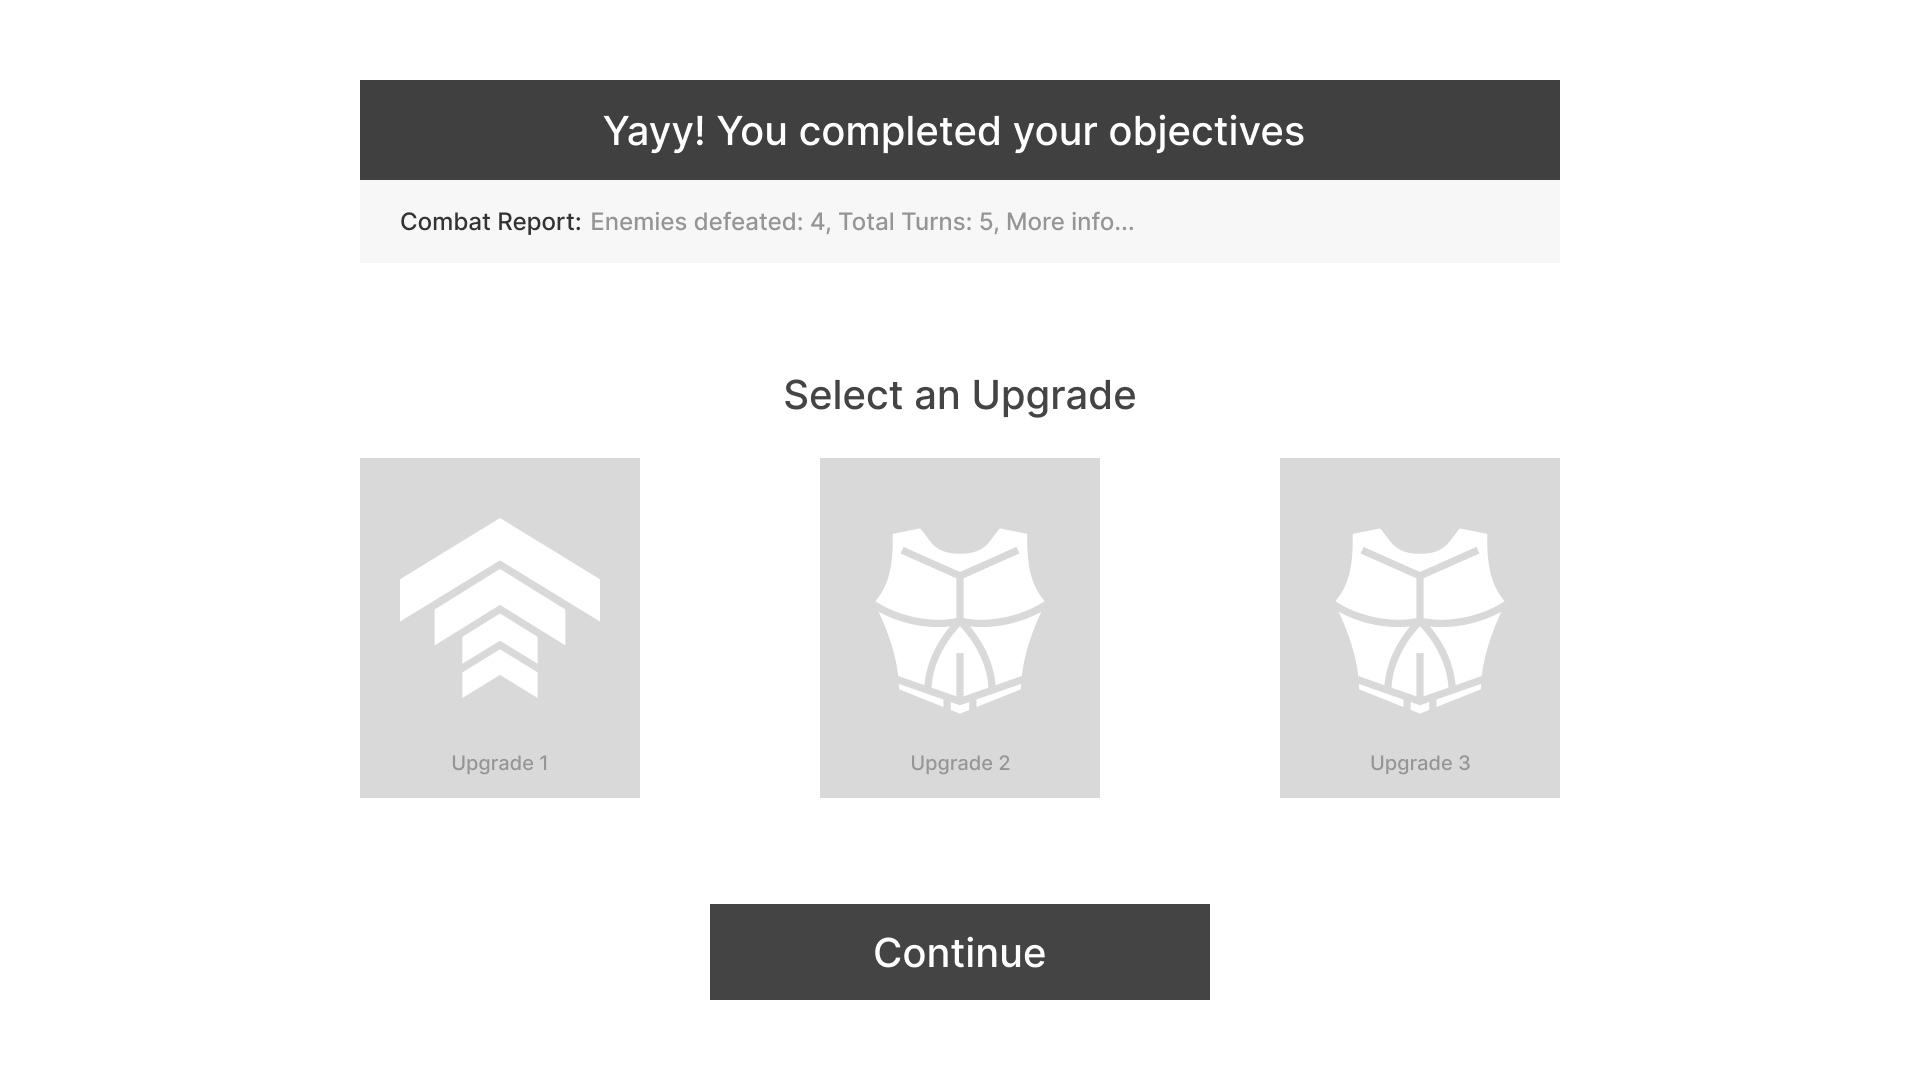 Yayy! You completed your objectives
Combat Report: Enemies defeated: 4, Total Turns: 5, More info...
Select an Upgrade
Upgrade 1
Upgrade 2
Upgrade 3
Continue